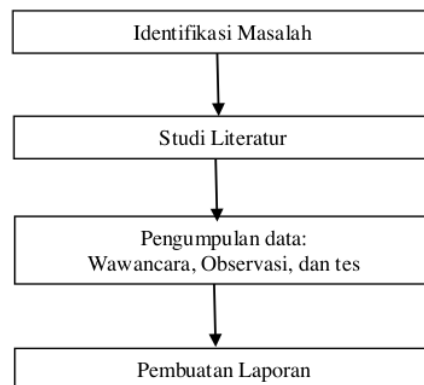 Identifikasi Masalah
Studi Literatur
Pengumpulan data:
Wawancara, Observasi, dan tes
Pembuatan Laporan